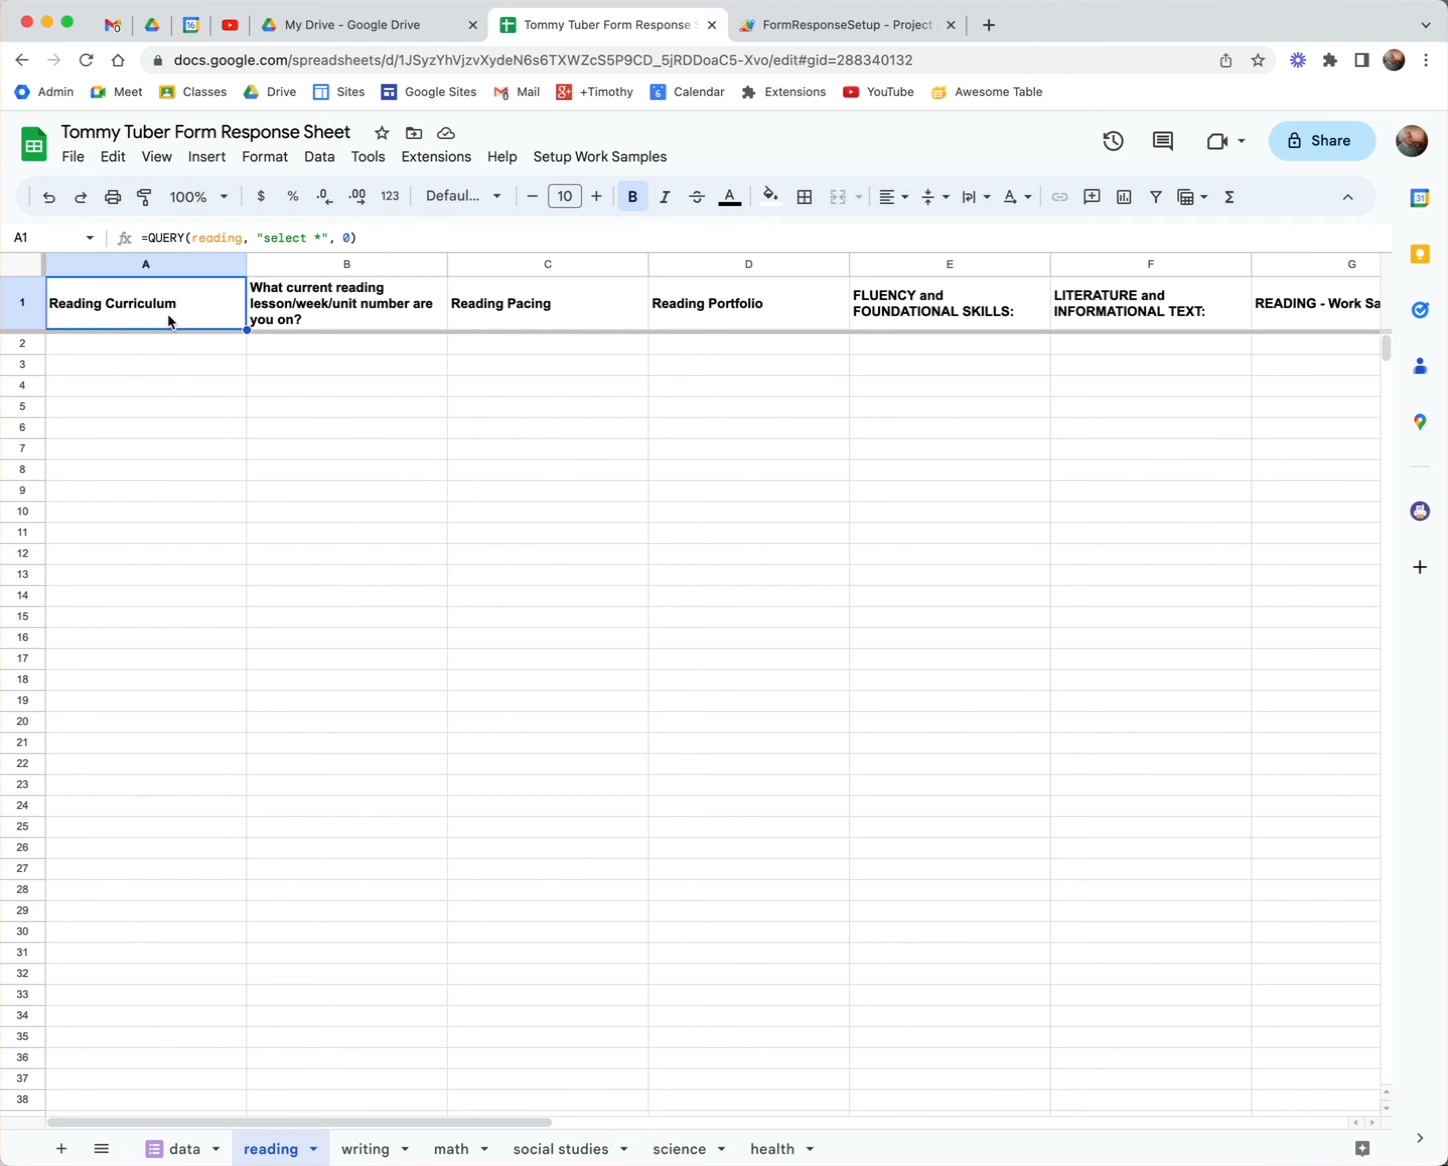 My Drive - Google Drive
Tommy Tuber Form Response S
FormResponseSetup - Project
docs.google.com/spreadsheets/d/1JSyzYhVjzvXydeN6s6TXWZcS5P9CD_5jRDDoaC5-Xvo/edit#gid=288340132
Admin Meet Classes Drive Sites Google Sites Mail +Timothy Calendar Extensions YouTube Awesome Table
Tommy Tuber Form Response Sheet
File Edit View Insert Format Data Tools Extensions Help Setup Work Samples
Share
100% $ % .0 .00 123 Defaul... 10 B I S A
A1 fx =QUERY(reading, "select *", 0)
A B C D E F G
1
Reading Curriculum
What current reading
lesson/week/unit number are
you on?
Reading Pacing
Reading Portfolio
FLUENCY and
FOUNDATIONAL SKILLS:
LITERATURE and
INFORMATIONAL TEXT:
READING - Work Sa
2
3
4
5
6
7
8
9
10
11
12
13
14
15
16
17
18
19
20
21
22
23
24
25
26
27
28
29
30
31
32
33
34
35
36
37
38
data reading writing math social studies science health